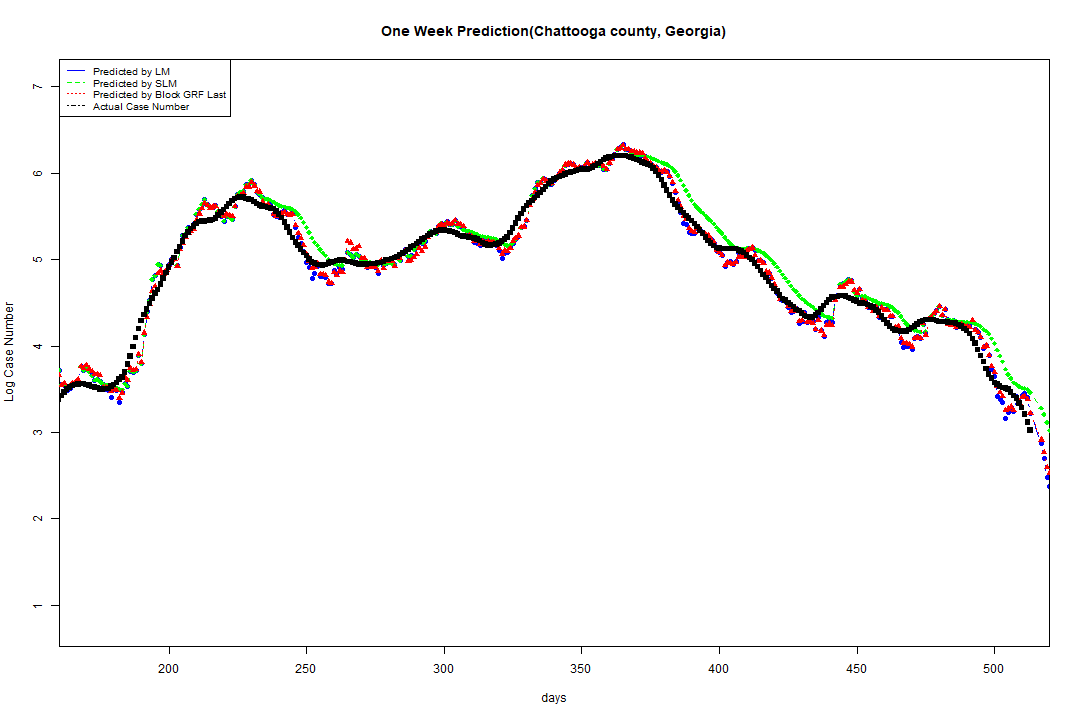 One Week Prediction(Chattooga county, Georgia)
Predicted by LM
Predicted by SLM
Predicted by Block GRF Last
Actual Case Number
7
6
5
4
3
2
1
Log Case Number
200 250 300 350 400 450 500
days